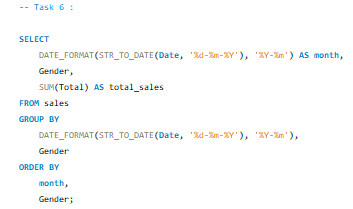 -- Task 6 :
SELECT
DATE_FORMAT(STR_TO_DATE(Date, '%d-%m-%Y'), '%Y-%m') AS month,
Gender,
SUM(Total) AS total_sales
FROM sales
GROUP BY
DATE_FORMAT(STR_TO_DATE(Date, '%d-%m-%Y'), '%Y-%m'),
Gender
ORDER BY
month,
Gender;